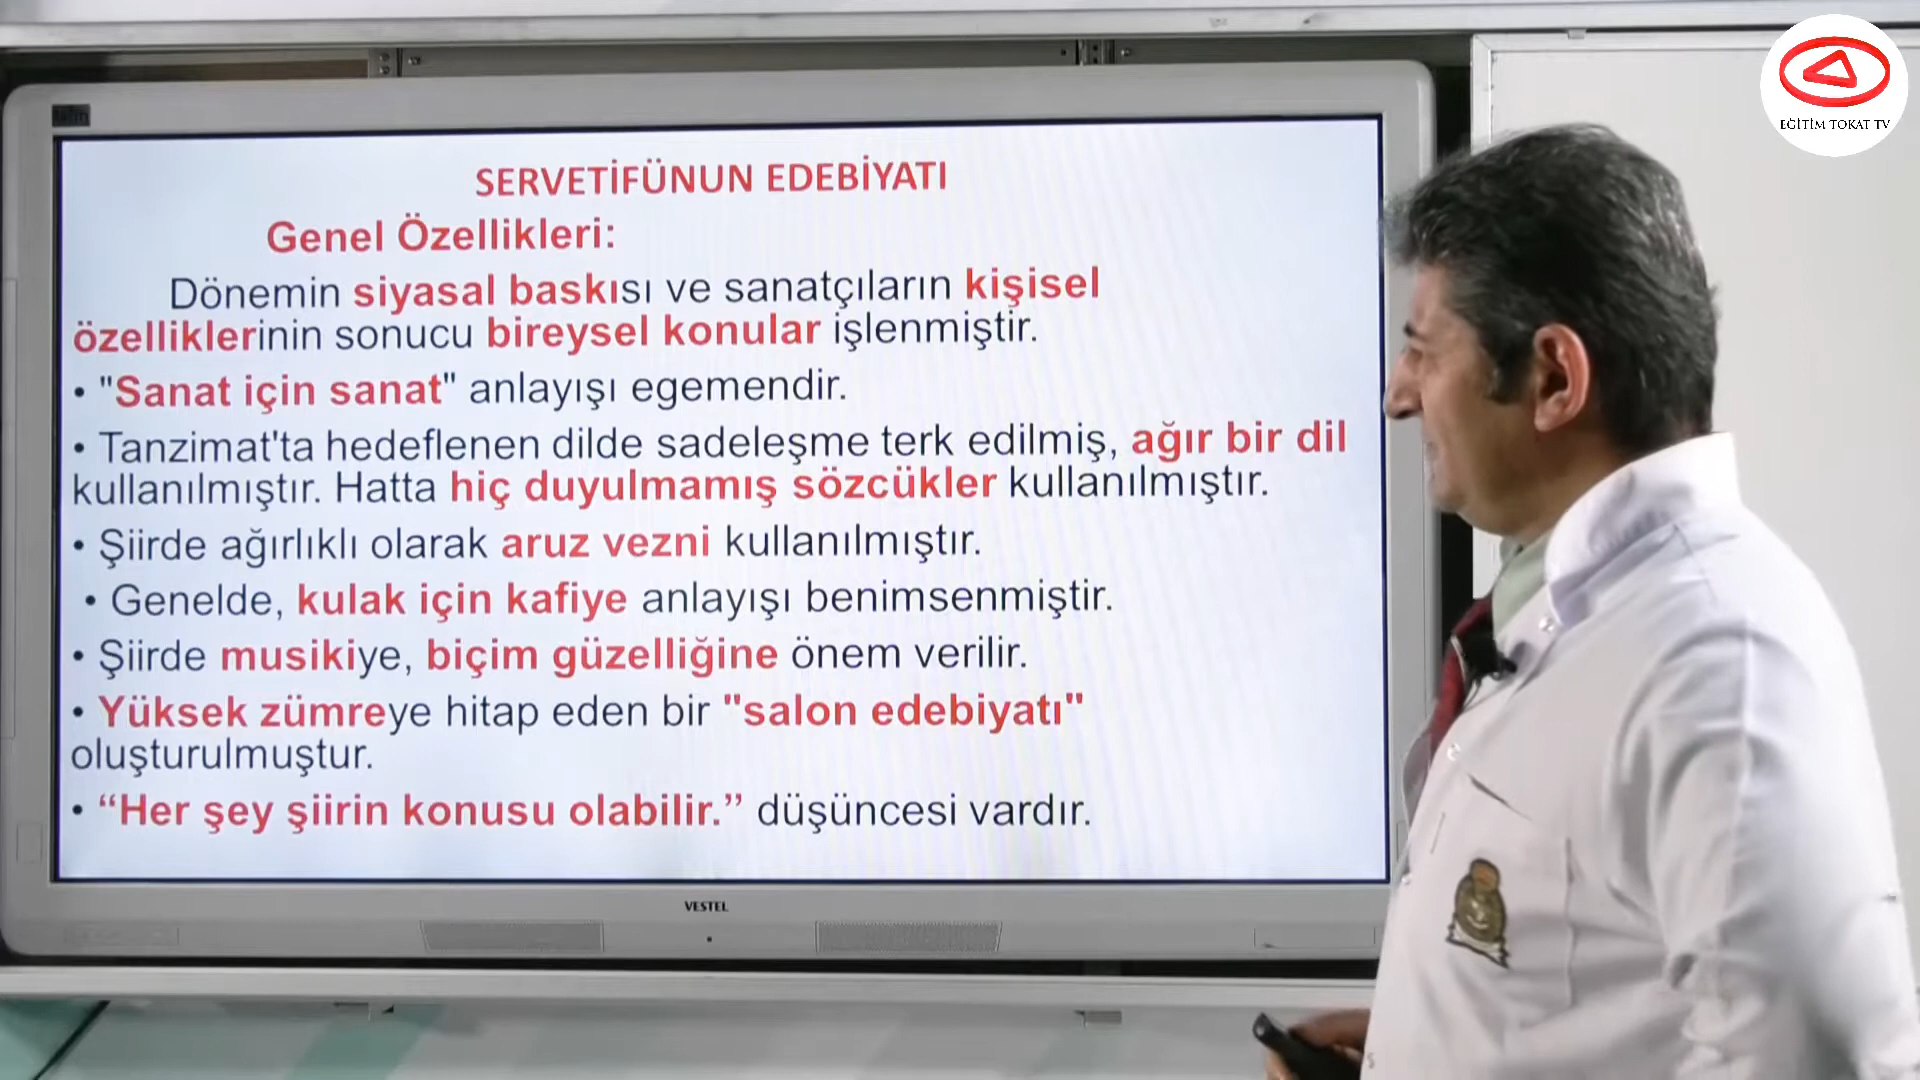 EĞİTİM TOKAT TV
SERVETİFÜNUN EDEBİYATI
Genel Özellikleri:
Dönemin siyasal baskısı ve sanatçıların kişisel
özelliklerinin sonucu bireysel konular işlenmiştir.
• "Sanat için sanat" anlayışı egemendir.
• Tanzimat'ta hedeflenen dilde sadeleşme terk edilmiş, ağır bir dil
kullanılmıştır. Hatta hiç duyulmamış sözcükler kullanılmıştır.
• Şiirde ağırlıklı olarak aruz vezni kullanılmıştır.
• Genelde, kulak için kafiye anlayışı benimsenmiştir.
• Şiirde musikiye, biçim güzelliğine önem verilir.
• Yüksek zümreye hitap eden bir "salon edebiyatı"
oluşturulmuştur.
• “Her şey şiirin konusu olabilir.” düşüncesi vardır.
VESTEL